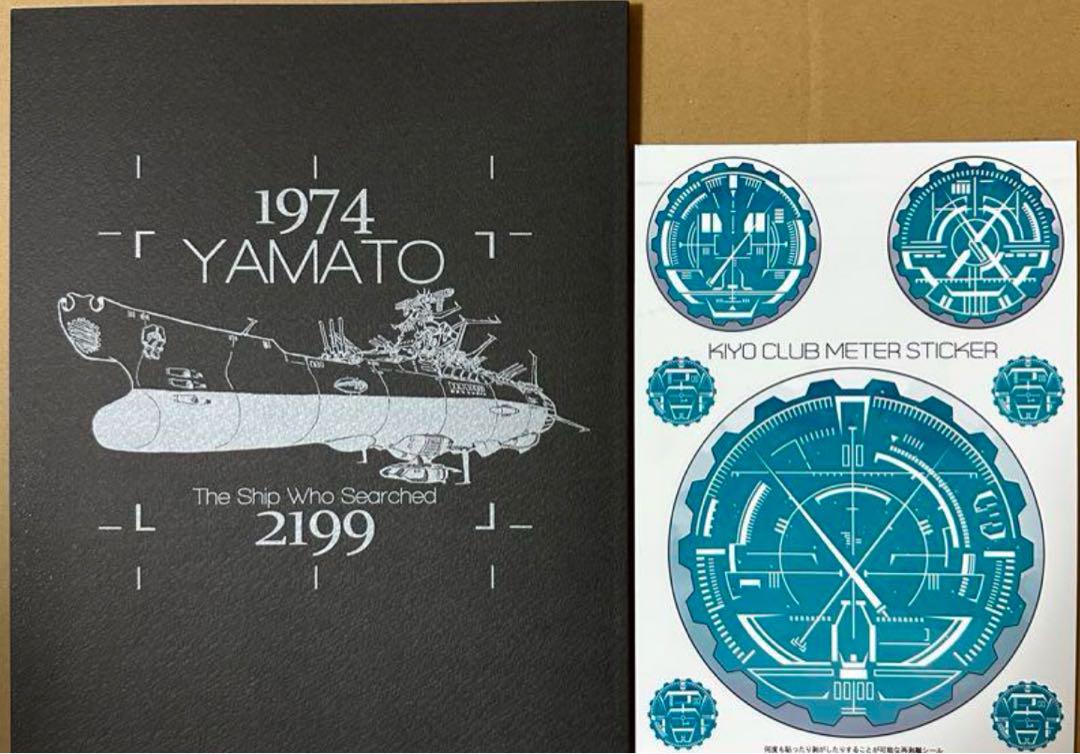 1974
YAMATO
The Ship Who Searched
2199
KIYO CLUB METER STICKER
何度も貼ったり剥がしたりすることが可能な再剥離シール